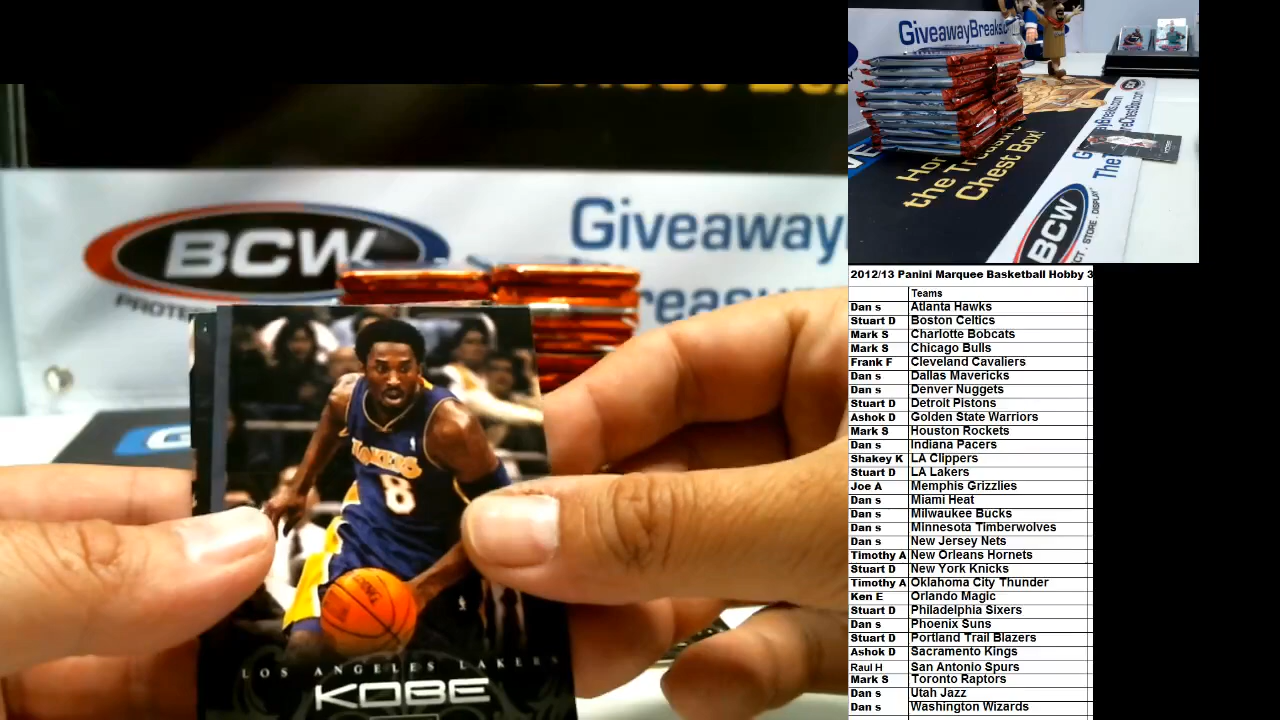 BCW
PROTE
Giveaway
reasure
LAKERS
8
LOS ANGELES LAKERS
KOBE
GiveawayBreaks.c
the Treasure
Chest Box!
BCW
2012/13 Panini Marquee Basketball Hobby 3
Teams
Dan s Atlanta Hawks
Stuart D Boston Celtics
Mark S Charlotte Bobcats
Mark S Chicago Bulls
Frank F Cleveland Cavaliers
Dan s Dallas Mavericks
Dan s Denver Nuggets
Stuart D Detroit Pistons
Ashok D Golden State Warriors
Mark S Houston Rockets
Dan s Indiana Pacers
Shakey K LA Clippers
Stuart D LA Lakers
Joe A Memphis Grizzlies
Dan s Miami Heat
Dan s Milwaukee Bucks
Dan s Minnesota Timberwolves
Dan s New Jersey Nets
Timothy A New Orleans Hornets
Stuart D New York Knicks
Timothy A Oklahoma City Thunder
Ken E Orlando Magic
Stuart D Philadelphia Sixers
Dan s Phoenix Suns
Stuart D Portland Trail Blazers
Ashok D Sacramento Kings
Raul H San Antonio Spurs
Mark S Toronto Raptors
Dan s Utah Jazz
Dan s Washington Wizards